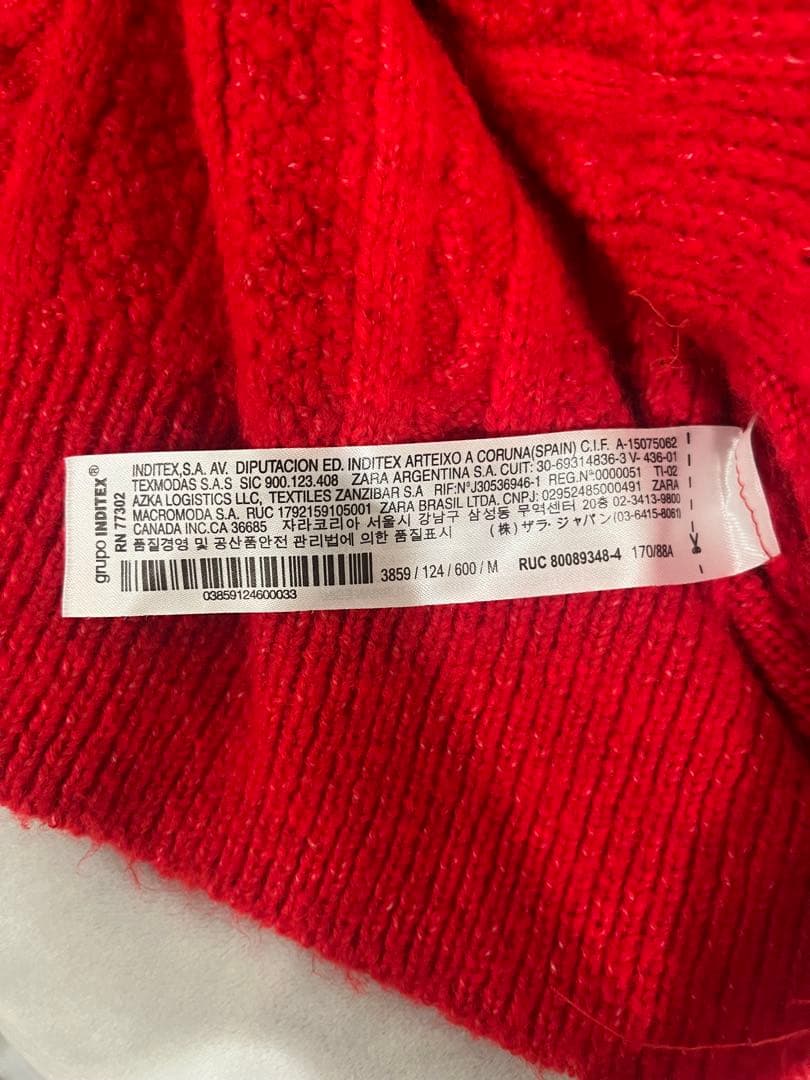 grupo INDITEX®
RN 77302
INDITEX,S.A. AV. DIPUTACION ED. INDITEX ARTEIXO A CORUNA(SPAIN) C.I.F. A-15075062
TEXMODAS S.A.S SIC 900.123.408 ZARA ARGENTINA S.A. CUIT: 30-69314836-3 V- 436-01
AZKA LOGISTICS LLC, TEXTILES ZANZIBAR S.A. RIF:N°J30536946-1 REG.Nª0000051 TI-02
MACROMODA S.A. RUC 1792159105001 ZARA BRASIL LTDA. CNPJ: 02952485000491 ZARA
CANADA INC.CA 36685 자라코리아 서울시 강남구 삼성동 무역센터 20층 02-3413-9800
품질경영 및 공산품안전 관리법에 의한 품질표시 (株) ザラ・ジャパン (03-6415-8061)
3859 / 124 / 600 / M RUC 80089348-4 170/88A
03859124600033